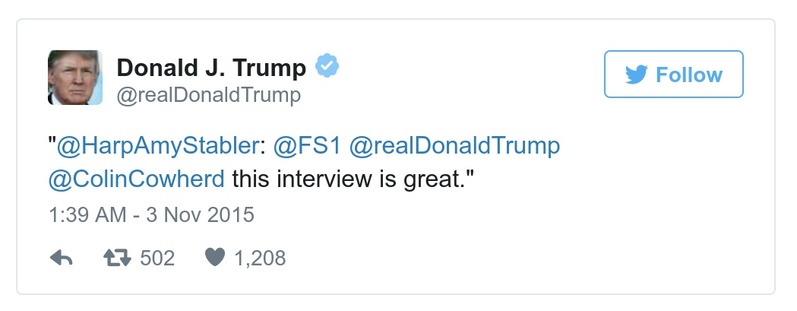 Donald J. Trump
@realDonaldTrump
Follow
"@HarpAmyStabler: @FS1 @realDonaldTrump
@ColinCowherd this interview is great."
1:39 AM - 3 Nov 2015
502 1,208